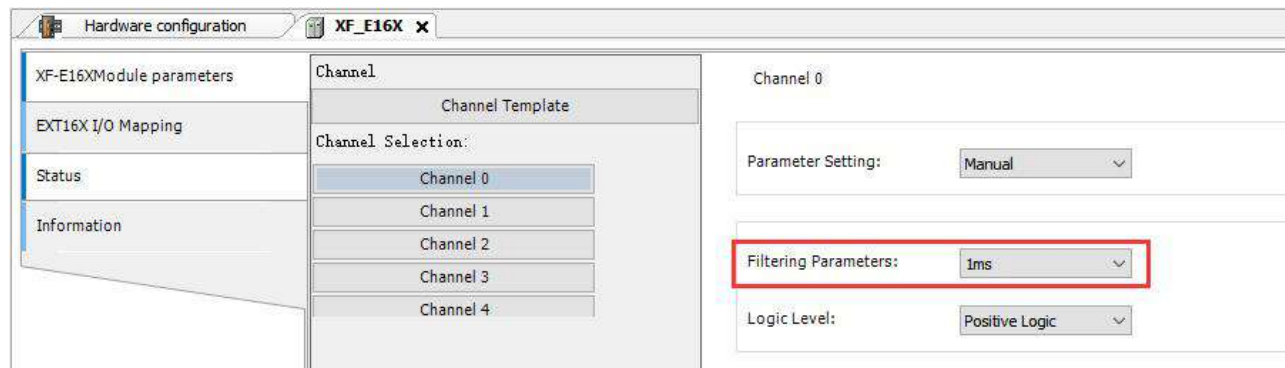 Hardware configuration
XF_E16X
XF-E16XModule parameters
EXT16X I/O Mapping
Status
Information
Channel
Channel Template
Channel Selection:
Channel 0
Channel 1
Channel 2
Channel 3
Channel 4
Channel 0
Parameter Setting: Manual
Filtering Parameters: 1ms
Logic Level: Positive Logic